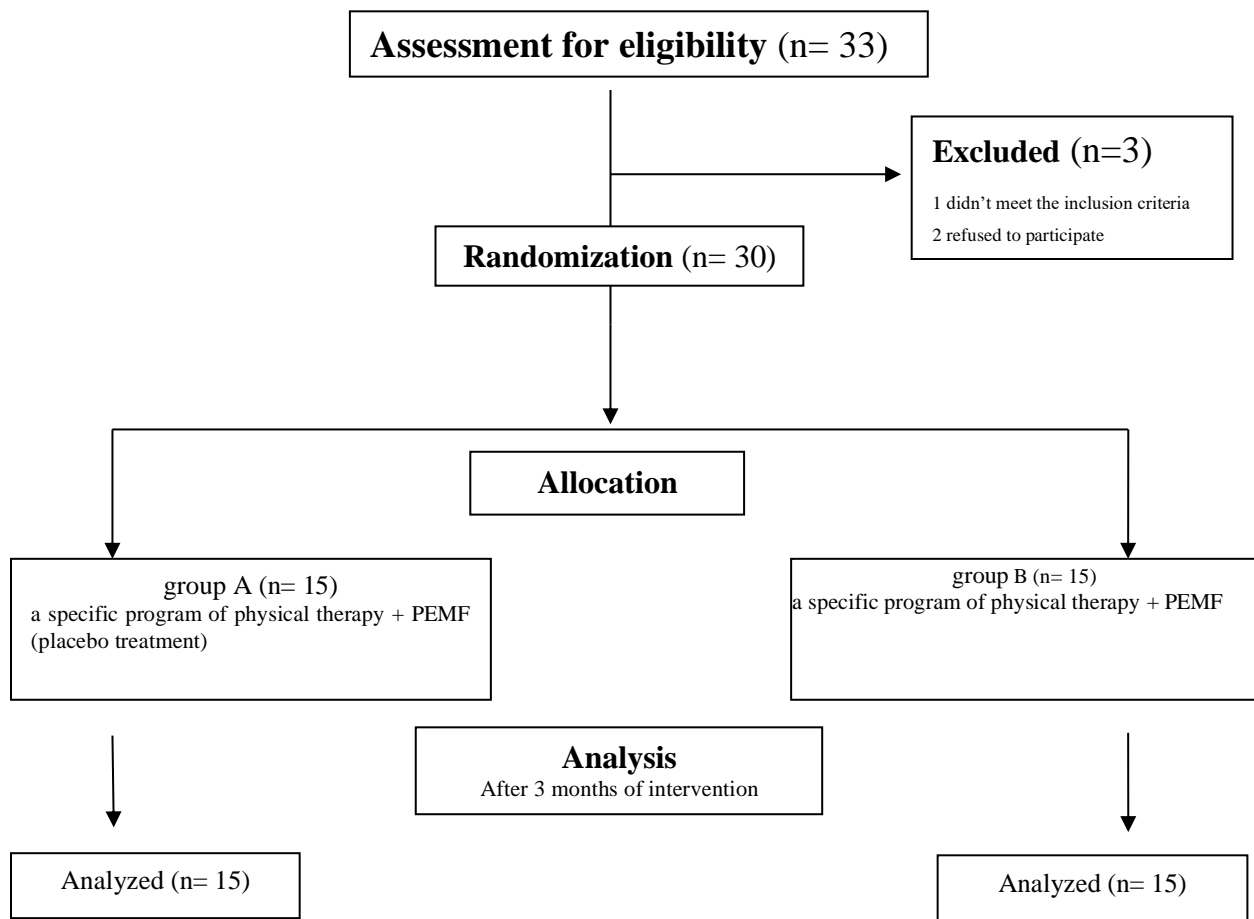 Assessment for eligibility (n= 33)
Excluded (n=3)
1 didn’t meet the inclusion criteria
2 refused to participate
Randomization (n= 30)
Allocation
group A (n= 15)
a specific program of physical therapy + PEMF
(placebo treatment)
group B (n= 15)
a specific program of physical therapy + PEMF
Analysis
After 3 months of intervention
Analyzed (n= 15)
Analyzed (n= 15)